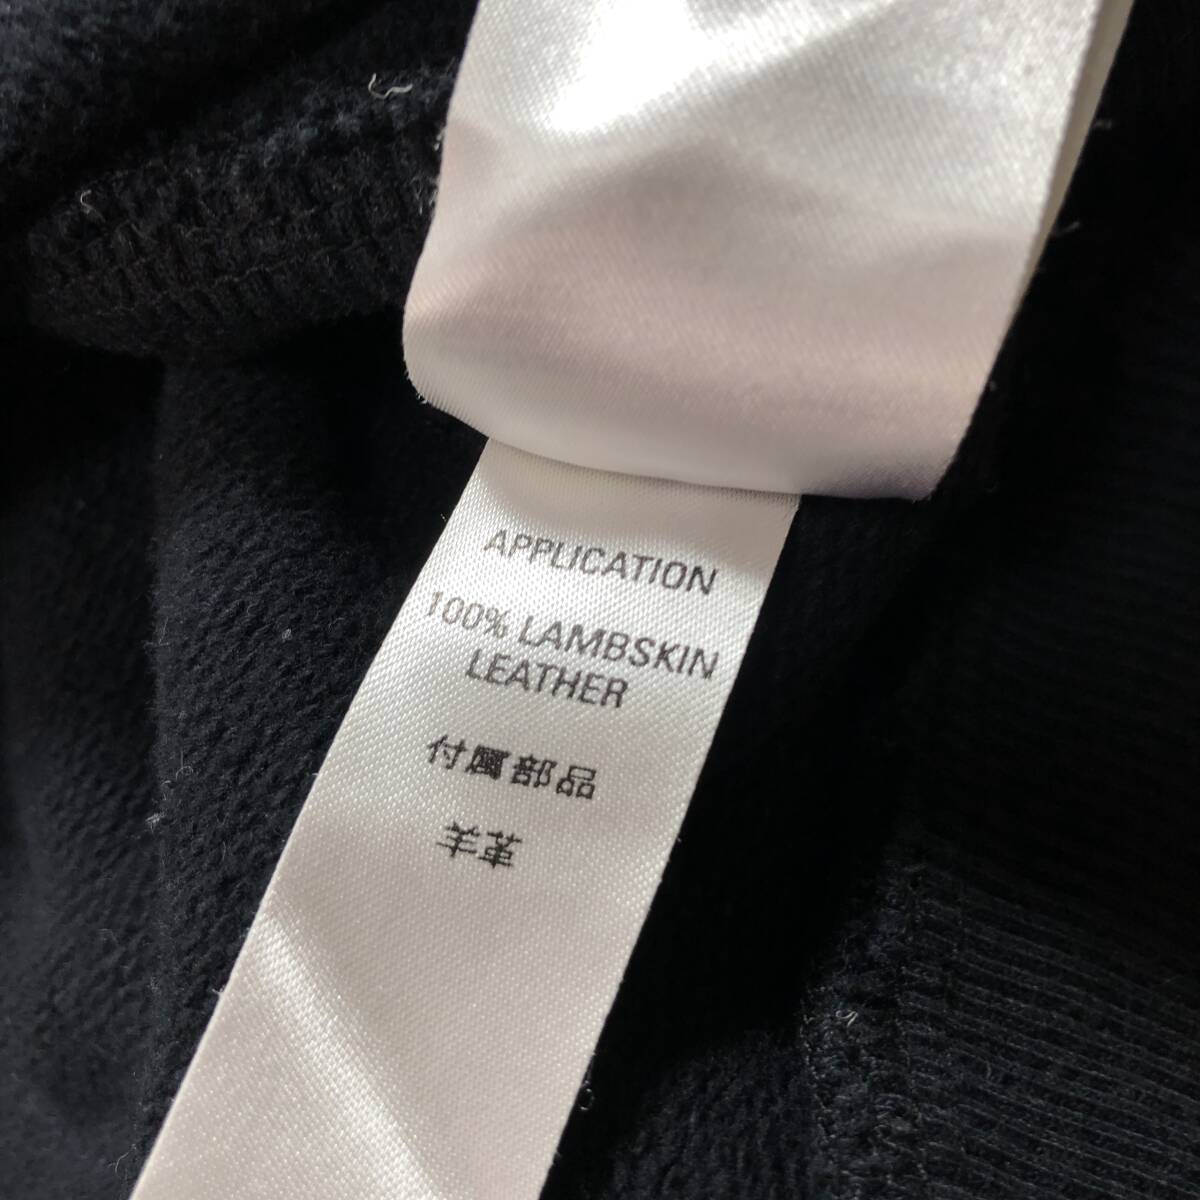 APPLICATION
100% LAMBSKIN
LEATHER
付属部品
羊革